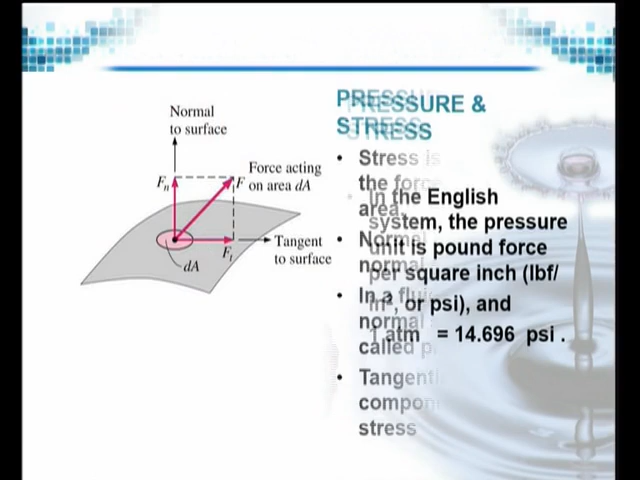 Normal
to surface
Fn
F
Force acting
on area dA
Tangent
to surface
Ft
dA
PRESSURE &
STRESS
• Stress is
the force
area.
• Normal
normal
• In a fluid
normal
called p
• Tangenti
compon
stress
In the English
system, the pressure
unit is pound force
per square inch (lbf/
in², or psi), and
1 atm = 14.696 psi .